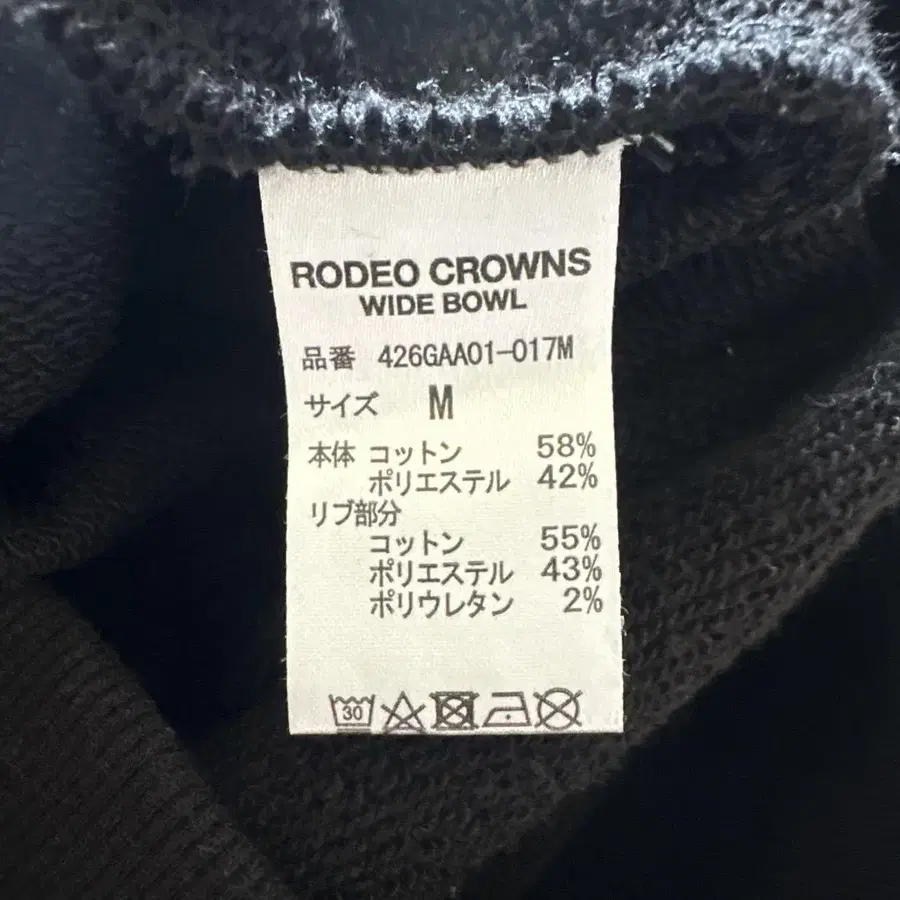 RODEO CROWNS
WIDE BOWL
品番 426GAA01-017M
サイズ M
本体 コットン 58%
ポリエステル 42%
リブ部分
コットン 55%
ポリエステル 43%
ポリウレタン 2%
30